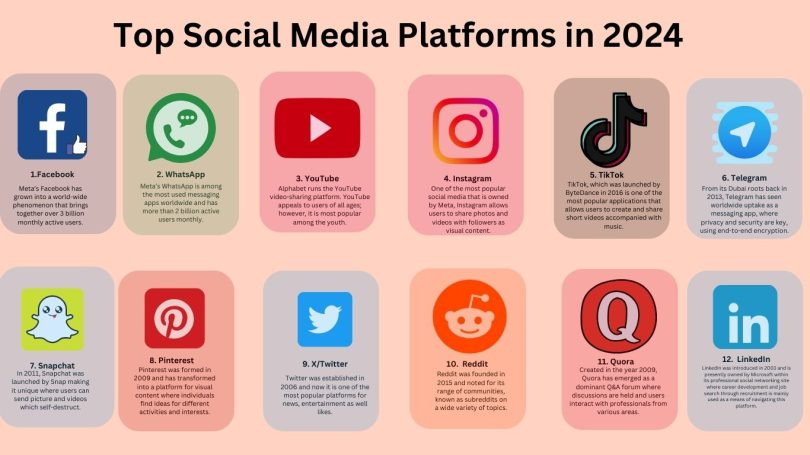 Top Social Media Platforms in 2024
1.Facebook
Meta's Facebook has
grown into a world-wide
phenomenon that brings
together over 3 billion
monthly active users.
2. WhatsApp
Meta's WhatsApp is among
the most used messaging
apps worldwide and has
more than 2 billion active
users monthly.
3. YouTube
Alphabet runs the YouTube
video-sharing platform. YouTube
appeals to users of all ages;
however, it is most popular
among the youth.
4. Instagram
One of the most popular
social media that is owned
by Meta, Instagram allows
users to share photos and
videos with followers as
visual content.
5. TikTok
TikTok, which was launched by
ByteDance in 2016 is one of the
most popular applications that
allows users to create and share
short videos accompanied with
music.
6. Telegram
From its Dubai roots back in
2013, Telegram has seen
worldwide uptake as a
messaging app, where
privacy and security are key,
using end-to-end encryption.
7. Snapchat
In 2011, Snapchat was
launched by Snap making
it unique where users can
send picture and videos
which self-destruct.
8. Pinterest
Pinterest was formed in
2009 and has transformed
into a platform for visual
content where individuals
find ideas for different
activities and interests.
9. X/Twitter
Twitter was established in
2006 and now it is one of the
most popular platforms for
news, entertainment as well
likes.
10. Reddit
Reddit was founded in
2015 and noted for its
range of communities,
known as subreddits on
a wide variety of topics.
Q
11. Quora
Created in the year 2009,
Quora has emerged as a
dominant Q&A forum where
discussions are held and users
interact with professionals from
various areas.
in
12. LinkedIn
LinkedIn was introduced in 2003 and is
presently owned by Microsoft within
its professional social networking site
where career development and job
search through recruitment is mainly
used as a means of navigating this
platform.